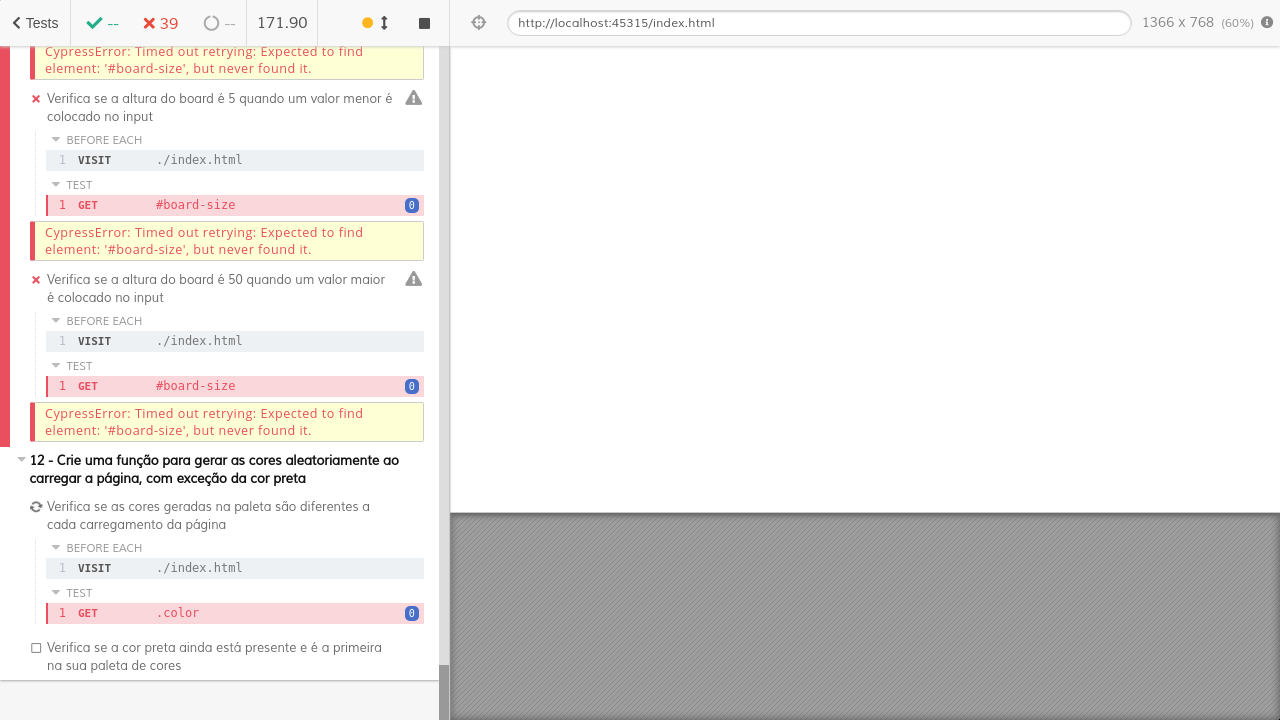 Tests -- 39 -- 171.90 http://localhost:45315/index.html 1366 x 768 (60%)
CypressError: Timed out retrying: Expected to find
element: '#board-size', but never found it.
Verifica se a altura do board é 5 quando um valor menor é
colocado no input
BEFORE EACH
1 VISIT ./index.html
TEST
1 GET #board-size 0
CypressError: Timed out retrying: Expected to find
element: '#board-size', but never found it.
Verifica se a altura do board é 50 quando um valor maior
é colocado no input
BEFORE EACH
1 VISIT ./index.html
TEST
1 GET #board-size 0
CypressError: Timed out retrying: Expected to find
element: '#board-size', but never found it.
12 - Crie uma função para gerar as cores aleatoriamente ao
carregar a página, com exceção da cor preta
Verifica se as cores geradas na paleta são diferentes a
cada carregamento da página
BEFORE EACH
1 VISIT ./index.html
TEST
1 GET .color 0
Verifica se a cor preta ainda está presente e é a primeira
na sua paleta de cores